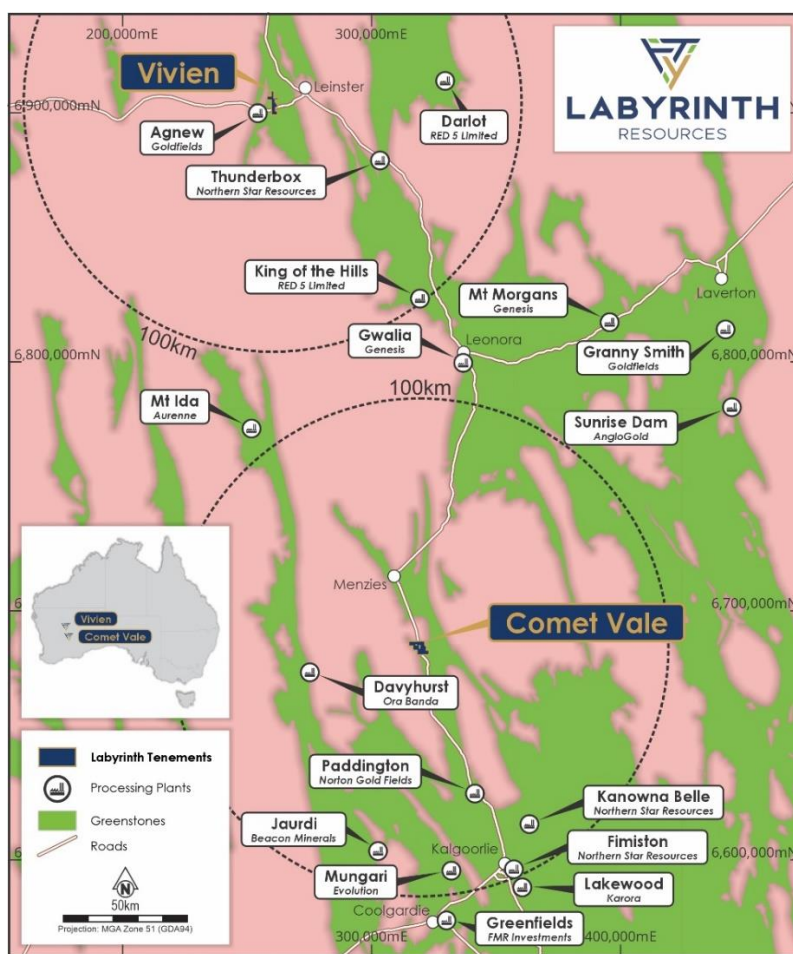 200,000mE
300,000mE
Vivien
Leinster
LABYRINTH
RESOURCES
6,900,000mN
6,900,000mN
Agnew
Goldfields
Darlot
RED 5 Limited
Thunderbox
Northern Star Resources
King of the Hills
RED 5 Limited
Mt Morgans
Genesis
Laverton
100km
Gwalia
Genesis
Leonora
Granny Smith
Goldfields
6,800,000mN
6,800,000mN
100km
Mt Ida
Aurenne
Sunrise Dam
AngloGold
Menzies
Vivien
Comet Vale
6,700,000mN
Comet Vale
Davyhurst
Ora Banda
Labyrinth Tenements
Processing Plants
Greenstones
Roads
N
50km
Projection: MGA Zone 51 (GDA94)
Paddington
Norton Gold Fields
Kanowna Belle
Northern Star Resources
Jaurdi
Beacon Minerals
Kalgoorlie
Fimiston
Northern Star Resources
6,600,000mN
Mungari
Evolution
Lakewood
Karora
Coolgardie
Greenfields
FMR Investments
300,000mE
400,000mE